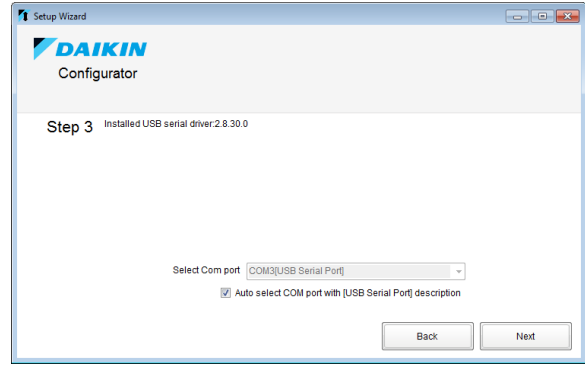 Setup Wizard
DAIKIN
Configurator
Step 3 Installed USB serial driver:2.8.30.0
Select Com port COM3[USB Serial Port]
Auto select COM port with [USB Serial Port] description
Back Next